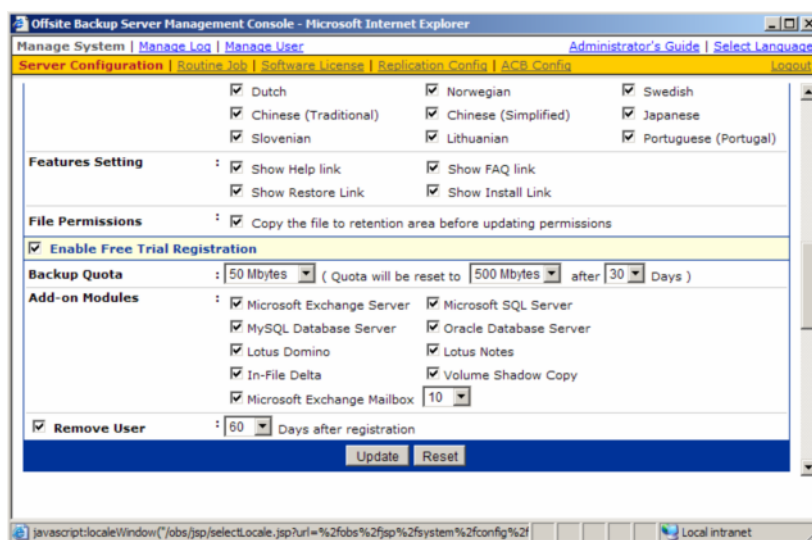 Offsite Backup Server Management Console - Microsoft Internet Explorer
Manage System | Manage Log | Manage User Administrator's Guide | Select Language
Server Configuration | Routine Job | Software License | Replication Config | ACB Config Logout
Dutch Norwegian Swedish
Chinese (Traditional) Chinese (Simplified) Japanese
Slovenian Lithuanian Portuguese (Portugal)
Features Setting : Show Help link Show FAQ link
Show Restore Link Show Install Link
File Permissions : Copy the file to retention area before updating permissions
Enable Free Trial Registration
Backup Quota : 50 Mbytes ( Quota will be reset to 500 Mbytes after 30 Days )
Add-on Modules : Microsoft Exchange Server Microsoft SQL Server
MySQL Database Server Oracle Database Server
Lotus Domino Lotus Notes
In-File Delta Volume Shadow Copy
Microsoft Exchange Mailbox 10
Remove User : 60 Days after registration
Update Reset
javascript:localeWindow("/obs/jsp/selectLocale.jsp?url=%2fobs%2fjsp%2fsystem%2fconfig%2f Local intranet